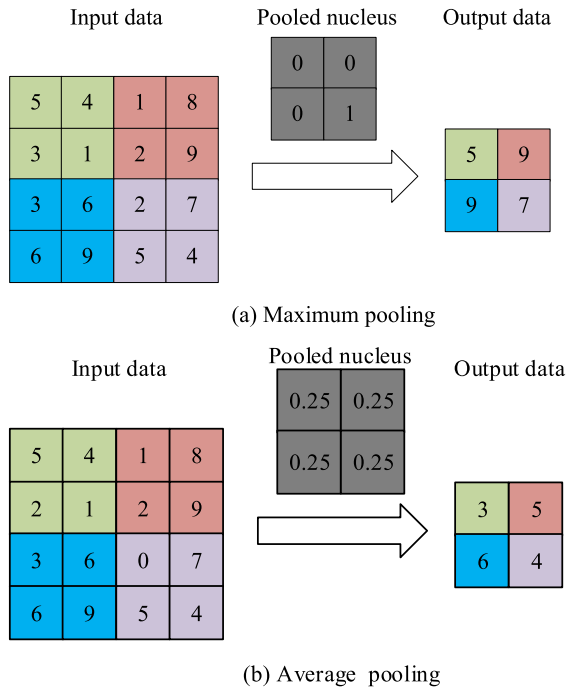 Input data Pooled nucleus Output data
0 0
0 1
5 4 1 8
3 1 2 9
3 6 2 7
6 9 5 4
5 9
9 7
(a) Maximum pooling
Input data Pooled nucleus Output data
0.25 0.25
0.25 0.25
5 4 1 8
2 1 2 9
3 6 0 7
6 9 5 4
3 5
6 4
(b) Average pooling